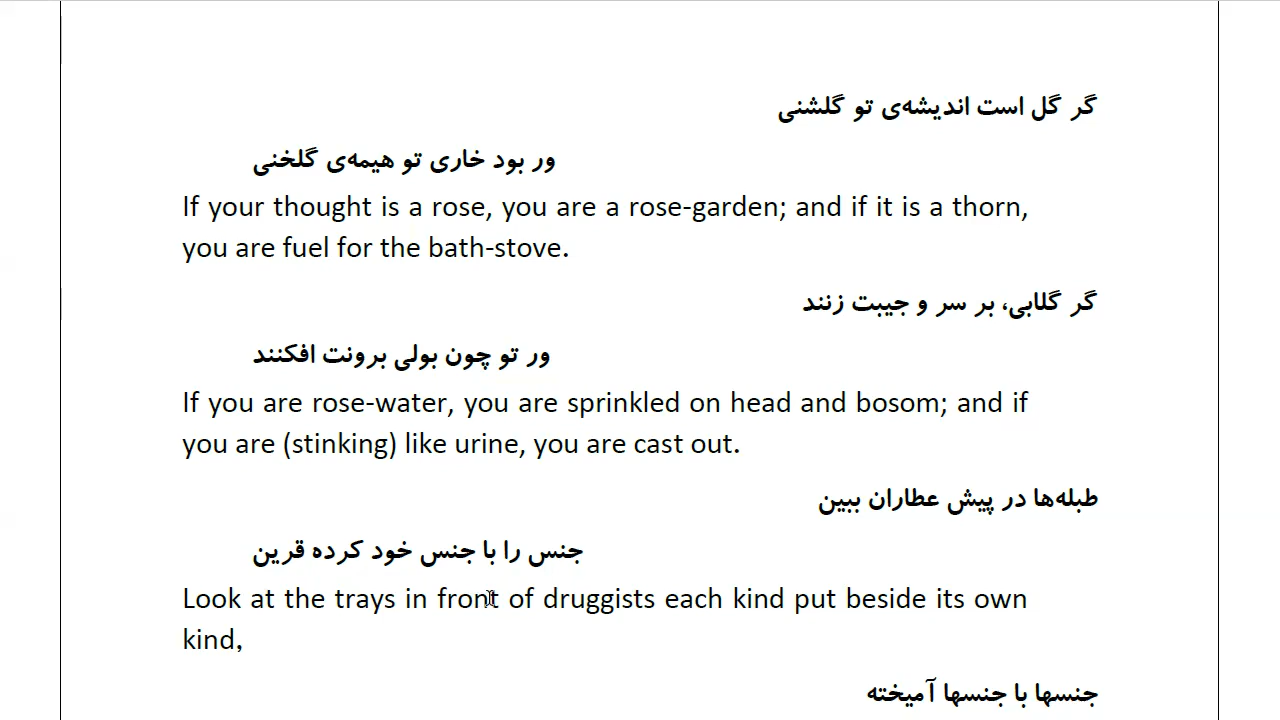 گر گل است اندیشه‌ی تو گلشنی
ور بود خاری تو هیمه‌ی گلخنی
If your thought is a rose, you are a rose-garden; and if it is a thorn,
you are fuel for the bath-stove.
گر گلابی، بر سر و جیبت زنند
ور تو چون بولی برونت افکنند
If you are rose-water, you are sprinkled on head and bosom; and if
you are (stinking) like urine, you are cast out.
طبله‌ها در پیش عطاران ببین
جنس را با جنس خود کرده قرین
Look at the trays in front of druggists each kind put beside its own
kind,
جنسها با جنسها آمیخته